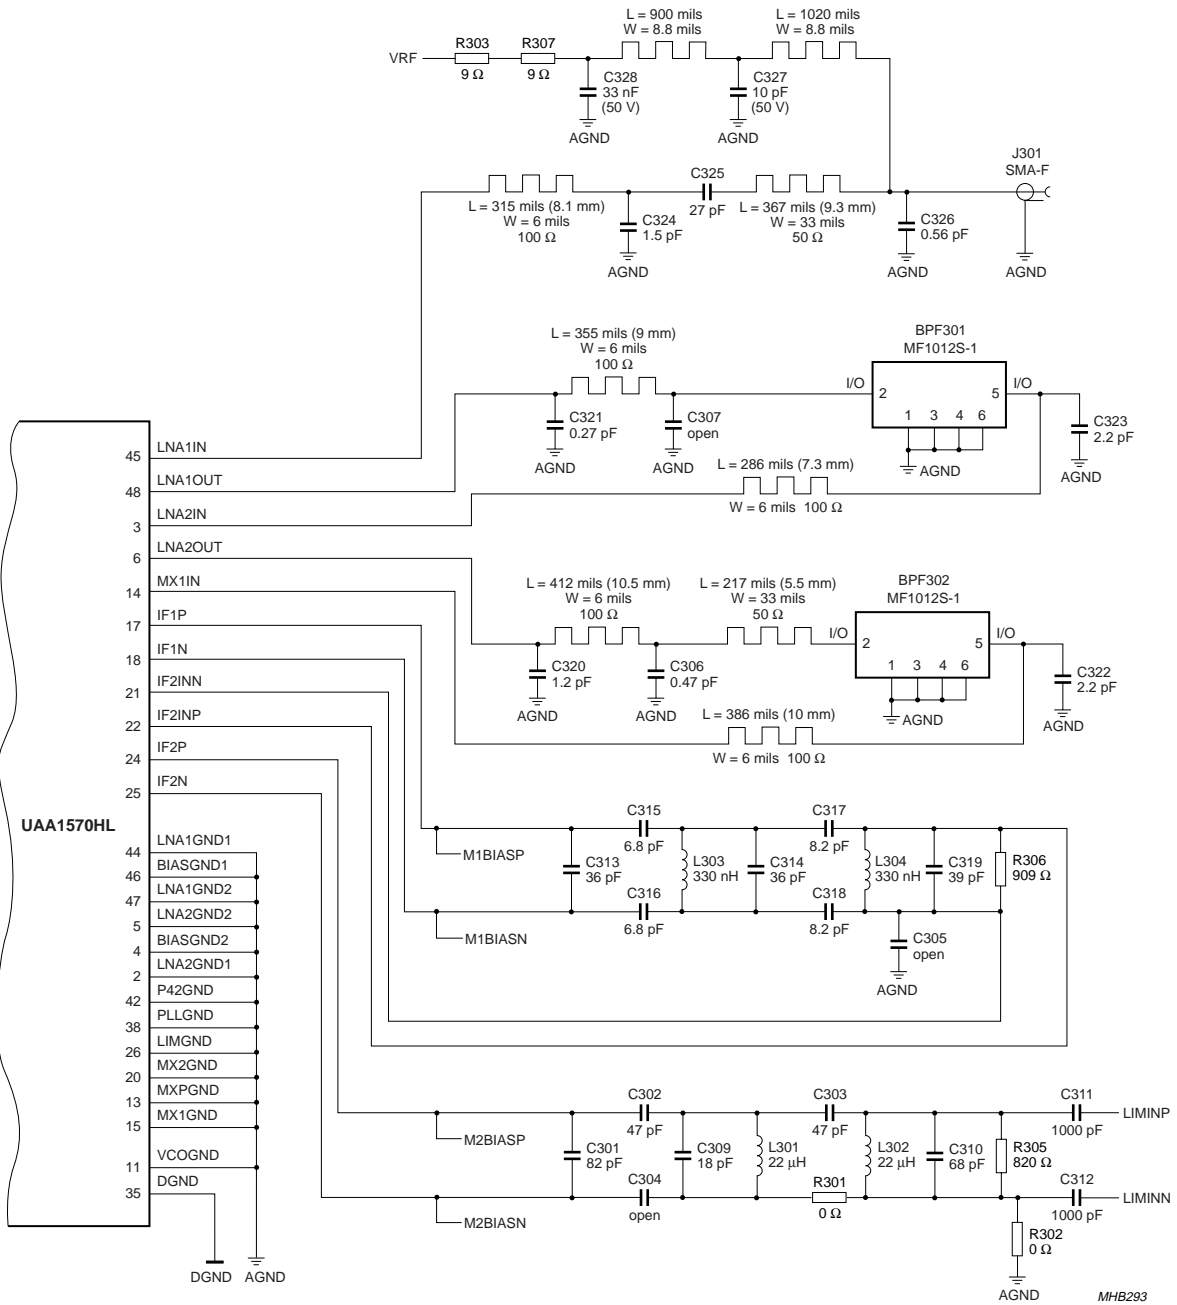 L = 900 mils
W = 8.8 mils
L = 1020 mils
W = 8.8 mils
VRF
R303
9 Ω
R307
9 Ω
C328
33 nF
(50 V)
AGND
C327
10 pF
(50 V)
AGND
J301
SMA-F
L = 315 mils (8.1 mm)
W = 6 mils
100 Ω
C324
1.5 pF
AGND
C325
27 pF
L = 367 mils (9.3 mm)
W = 33 mils
50 Ω
C326
0.56 pF
AGND
AGND
L = 355 mils (9 mm)
W = 6 mils
100 Ω
C321
0.27 pF
AGND
C307
open
AGND
BPF301
MF1012S-1
I/O
2
5
I/O
1 3 4 6
AGND
C323
2.2 pF
AGND
L = 286 mils (7.3 mm)
W = 6 mils 100 Ω
45 LNA1IN
48 LNA1OUT
3 LNA2IN
6 LNA2OUT
14 MX1IN
17 IF1P
18 IF1N
21 IF2INN
22 IF2INP
24 IF2P
25 IF2N
UAA1570HL
44 LNA1GND1
46 BIASGND1
47 LNA1GND2
5 LNA2GND2
4 BIASGND2
2 LNA2GND1
42 P42GND
38 PLLGND
26 LIMGND
20 MX2GND
13 MXPGND
15 MX1GND
11 VCOGND
35 DGND
DGND
AGND
L = 412 mils (10.5 mm)
W = 6 mils
100 Ω
L = 217 mils (5.5 mm)
W = 33 mils
50 Ω
C320
1.2 pF
AGND
C306
0.47 pF
AGND
BPF302
MF1012S-1
I/O
2
5
I/O
1 3 4 6
AGND
C322
2.2 pF
AGND
L = 386 mils (10 mm)
W = 6 mils 100 Ω
M1BIASP
M1BIASN
C313
36 pF
C315
6.8 pF
C316
6.8 pF
L303
330 nH
C314
36 pF
C317
8.2 pF
C318
8.2 pF
L304
330 nH
C319
39 pF
R306
909 Ω
C305
open
AGND
M2BIASP
M2BIASN
C301
82 pF
C302
47 pF
C304
open
C309
18 pF
L301
22 μH
C303
47 pF
R301
0 Ω
L302
22 μH
C310
68 pF
R305
820 Ω
C311
1000 pF
LIMINP
C312
1000 pF
LIMINN
R302
0 Ω
AGND
MHB293